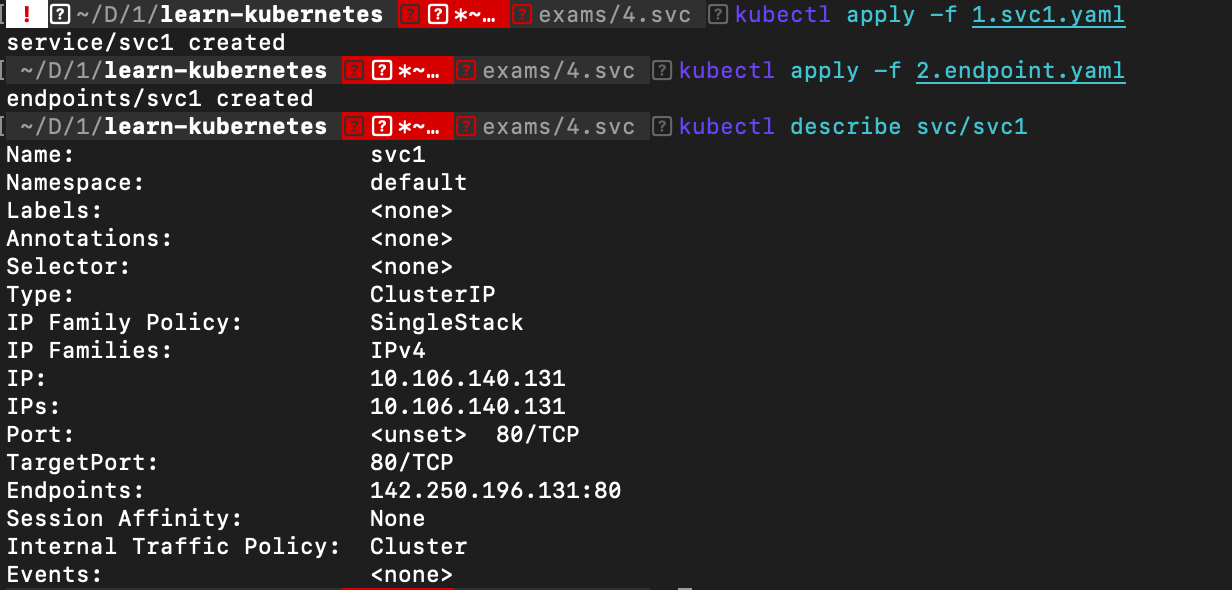 ! ? ~/D/1/learn-kubernetes ? ? *~… ? exams/4.svc ? kubectl apply -f 1.svc1.yaml
service/svc1 created
[ ~/D/1/learn-kubernetes ? ? *~… ? exams/4.svc ? kubectl apply -f 2.endpoint.yaml
endpoints/svc1 created
[ ~/D/1/learn-kubernetes ? ? *~… ? exams/4.svc ? kubectl describe svc/svc1
Name: svc1
Namespace: default
Labels: <none>
Annotations: <none>
Selector: <none>
Type: ClusterIP
IP Family Policy: SingleStack
IP Families: IPv4
IP: 10.106.140.131
IPs: 10.106.140.131
Port: <unset> 80/TCP
TargetPort: 80/TCP
Endpoints: 142.250.196.131:80
Session Affinity: None
Internal Traffic Policy: Cluster
Events: <none>